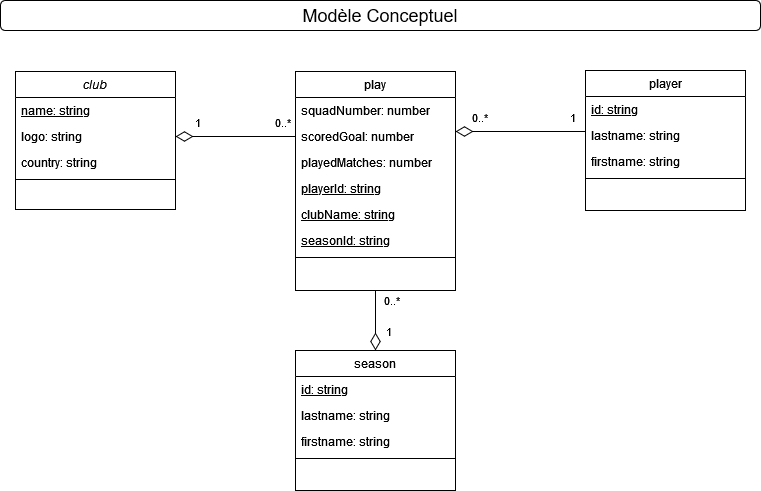 Modèle Conceptuel
club
name: string
logo: string
country: string
1
0..*
play
squadNumber: number
scoredGoal: number
playedMatches: number
playerId: string
clubName: string
seasonId: string
0..*
1
player
id: string
lastname: string
firstname: string
0..*
1
season
id: string
lastname: string
firstname: string